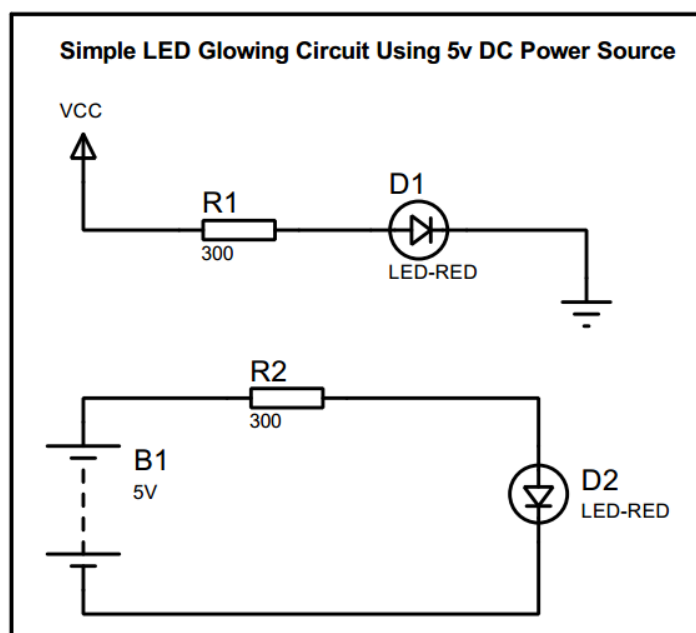 Simple LED Glowing Circuit Using 5v DC Power Source
VCC
R1
300
D1
LED-RED
R2
300
B1
5V
D2
LED-RED